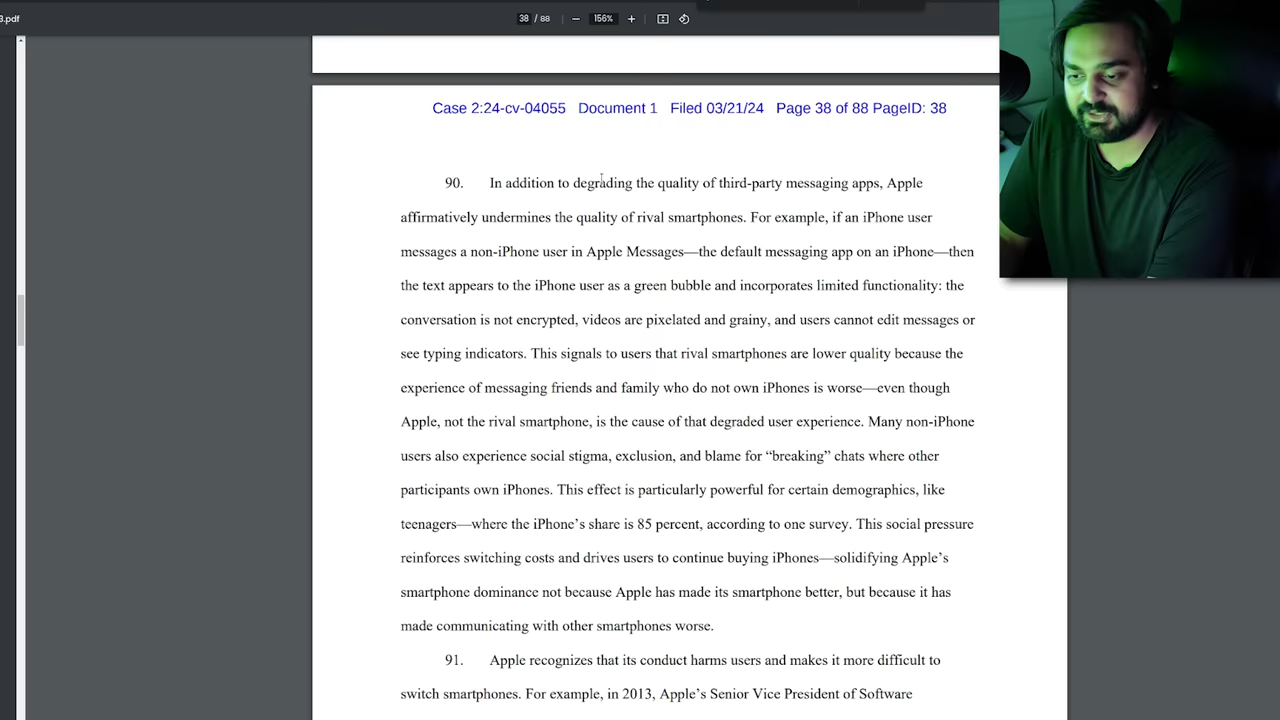 3.pdf
38 / 88
156%
Case 2:24-cv-04055 Document 1 Filed 03/21/24 Page 38 of 88 PageID: 38
90. In addition to degrading the quality of third-party messaging apps, Apple
affirmatively undermines the quality of rival smartphones. For example, if an iPhone user
messages a non-iPhone user in Apple Messages—the default messaging app on an iPhone—then
the text appears to the iPhone user as a green bubble and incorporates limited functionality: the
conversation is not encrypted, videos are pixelated and grainy, and users cannot edit messages or
see typing indicators. This signals to users that rival smartphones are lower quality because the
experience of messaging friends and family who do not own iPhones is worse—even though
Apple, not the rival smartphone, is the cause of that degraded user experience. Many non-iPhone
users also experience social stigma, exclusion, and blame for “breaking” chats where other
participants own iPhones. This effect is particularly powerful for certain demographics, like
teenagers—where the iPhone’s share is 85 percent, according to one survey. This social pressure
reinforces switching costs and drives users to continue buying iPhones—solidifying Apple’s
smartphone dominance not because Apple has made its smartphone better, but because it has
made communicating with other smartphones worse.
91. Apple recognizes that its conduct harms users and makes it more difficult to
switch smartphones. For example, in 2013, Apple’s Senior Vice President of Software